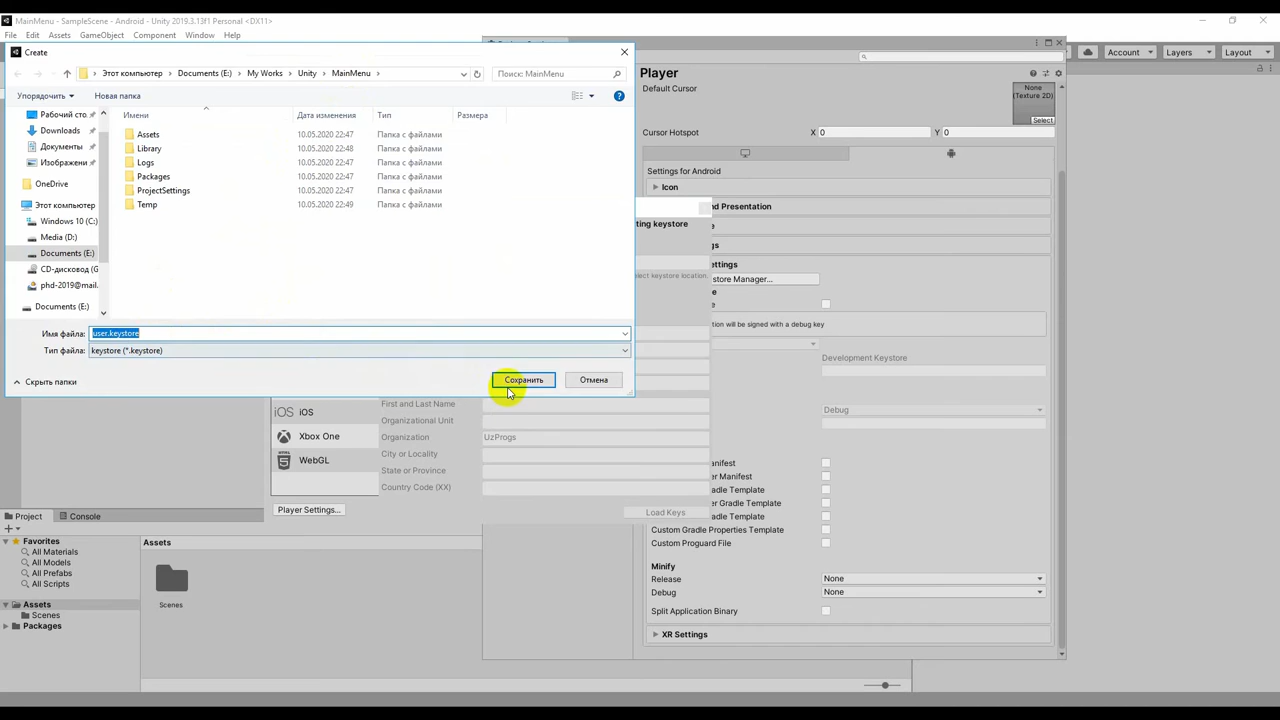 MainMenu - SampleScene - Android - Unity 2019.3.13f1 Personal <DX11>
File Edit Assets GameObject Component Window Help
Account Layers Layout
Create
Этот компьютер > Documents (E:) > My Works > Unity > MainMenu >
Поиск: MainMenu
Упорядочить Новая папка
Имени Дата изменения Тип Размера
Рабочий сто.
Downloads
Документы
Изображени
OneDrive
Этот компьютер
Windows 10 (C:)
Media (D:)
Documents (E:)
CD-дисковод (G
phd-2019@mail.
Documents (E:)
Assets 10.05.2020 22:47 Папка с файлами
Library 10.05.2020 22:48 Папка с файлами
Logs 10.05.2020 22:47 Папка с файлами
Packages 10.05.2020 22:47 Папка с файлами
ProjectSettings 10.05.2020 22:47 Папка с файлами
Temp 10.05.2020 22:49 Папка с файлами
Имя файла: user.keystore
Тип файла: keystore (*.keystore)
Скрыть папки
Сохранить Отмена
Player
Default Cursor
None
(Texture 2D)
Select
Cursor Hotspot X 0 Y 0
Settings for Android
Icon
nd Presentation
e
gs
ettings
ting keystore
store Manager...
lect keystore location.
e
e
tion will be signed with a debug key
Development Keystore
Debug
iOS iOS
Xbox One
WebGL
First and Last Name
Organizational Unit
Organization UzProgs
City or Locality
State or Province
Country Code (XX)
Player Settings...
Load Keys
anifest
er Manifest
dle Template
er Gradle Template
dle Template
Custom Gradle Properties Template
Custom Proguard File
Minify
Release None
Debug None
Split Application Binary
XR Settings
Project Console
Favorites
All Materials
All Models
All Prefabs
All Scripts
Assets
Scenes
Packages
Assets
Scenes